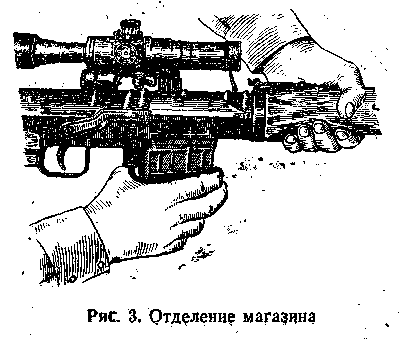 Рис. 3. Отделение магазина